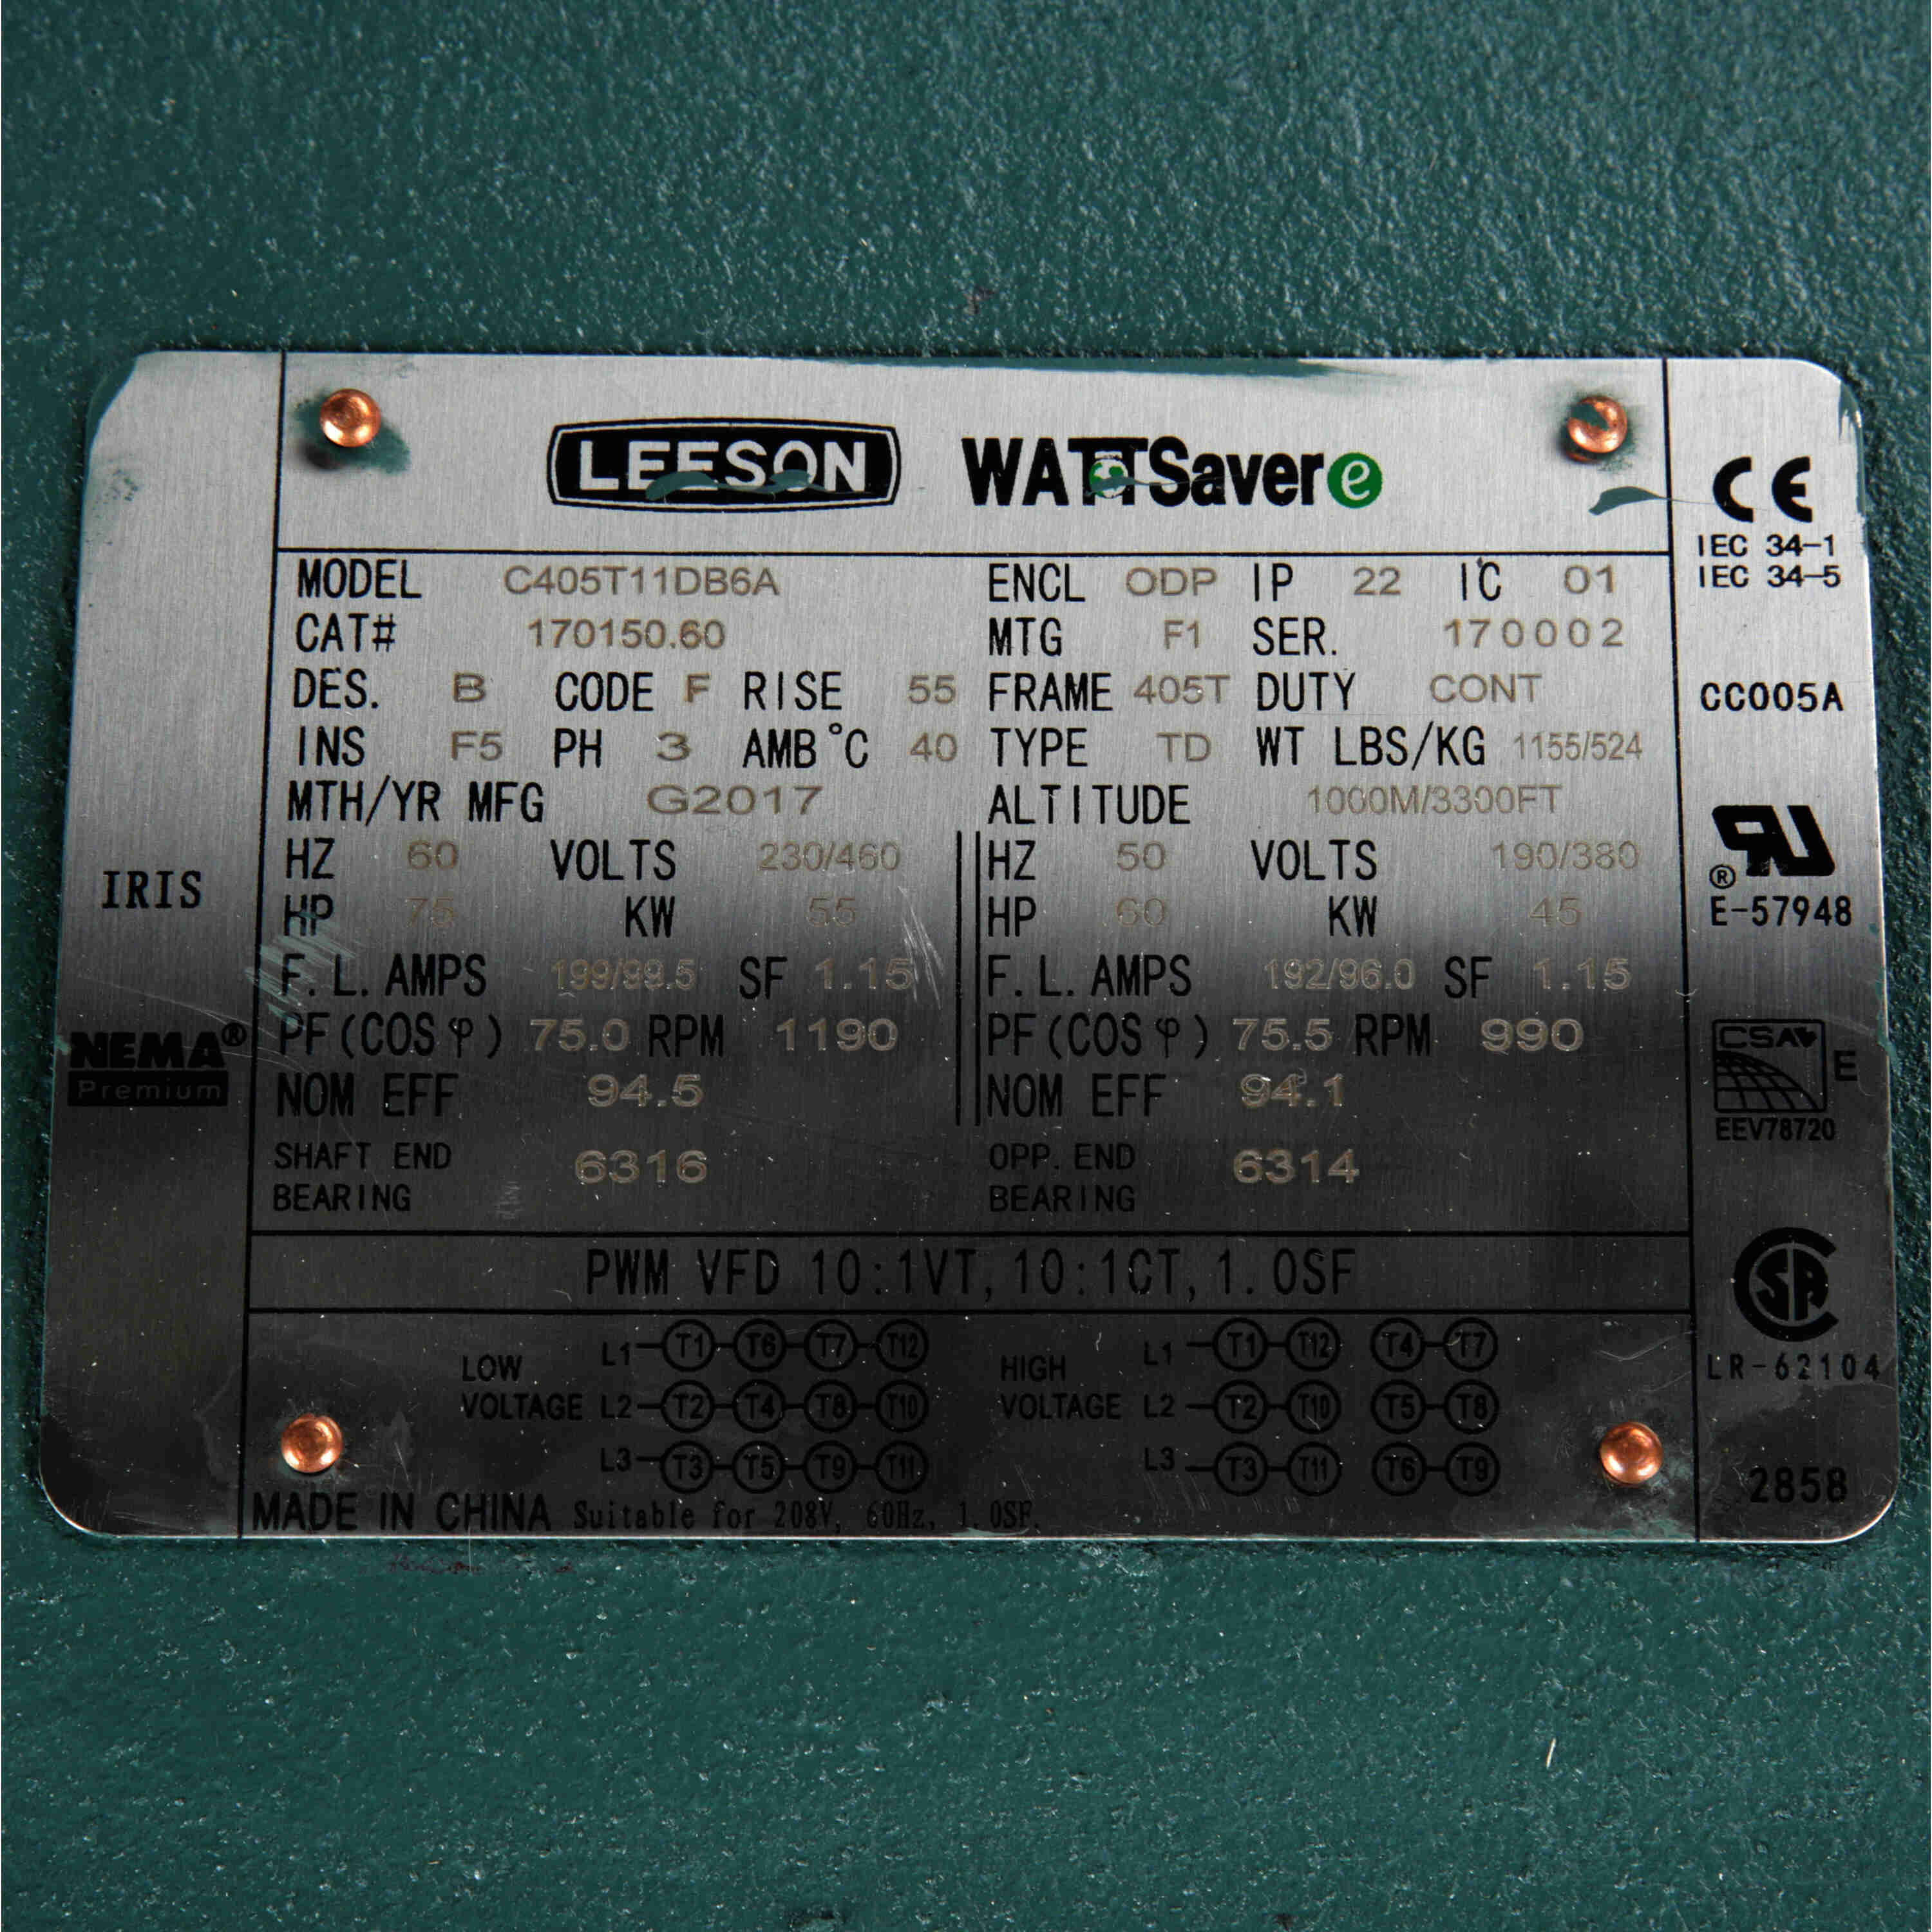 LEESON WATTSavere
MODEL C405T11DB6A ENCL ODP IP 22 IC 01
CAT# 170150.60 MTG F1 SER. 170002
DES. B CODE F RISE 55 FRAME 405T DUTY CONT
INS F5 PH 3 AMB°C 40 TYPE TD WT LBS/KG 1155/524
MTH/YR MFG G2017 ALTITUDE 1000M/3300FT
HZ 60 VOLTS 230/460 HZ 50 VOLTS 190/380
HP 75 KW 55 HP 60 KW 45
F.L. AMPS 199/99.5 SF 1.15 F.L. AMPS 192/96.0 SF 1.15
PF(COSφ) 75.0 RPM 1190 PF(COSφ) 75.5 RPM 990
NOM EFF 94.5 NOM EFF 94.1
SHAFT END BEARING 6316 OPP. END BEARING 6314
PWM VFD 10:1VT, 10:1CT, 1.0SF
LOW VOLTAGE
L1 T1 T6 T7 T12
L2 T2 T4 T8 T10
L3 T3 T5 T9 T11
HIGH VOLTAGE
L1 T1 T12 T4 T7
L2 T2 T10 T5 T8
L3 T3 T11 T6 T9
MADE IN CHINA Suitable for 208V, 60Hz, 1.0SF.
IRIS
NEMA®
Premium
CE
IEC 34-1
IEC 34-5
CC005A
RU
®
E-57948
CSA E
EEV78720
SA
LR-62104
2858